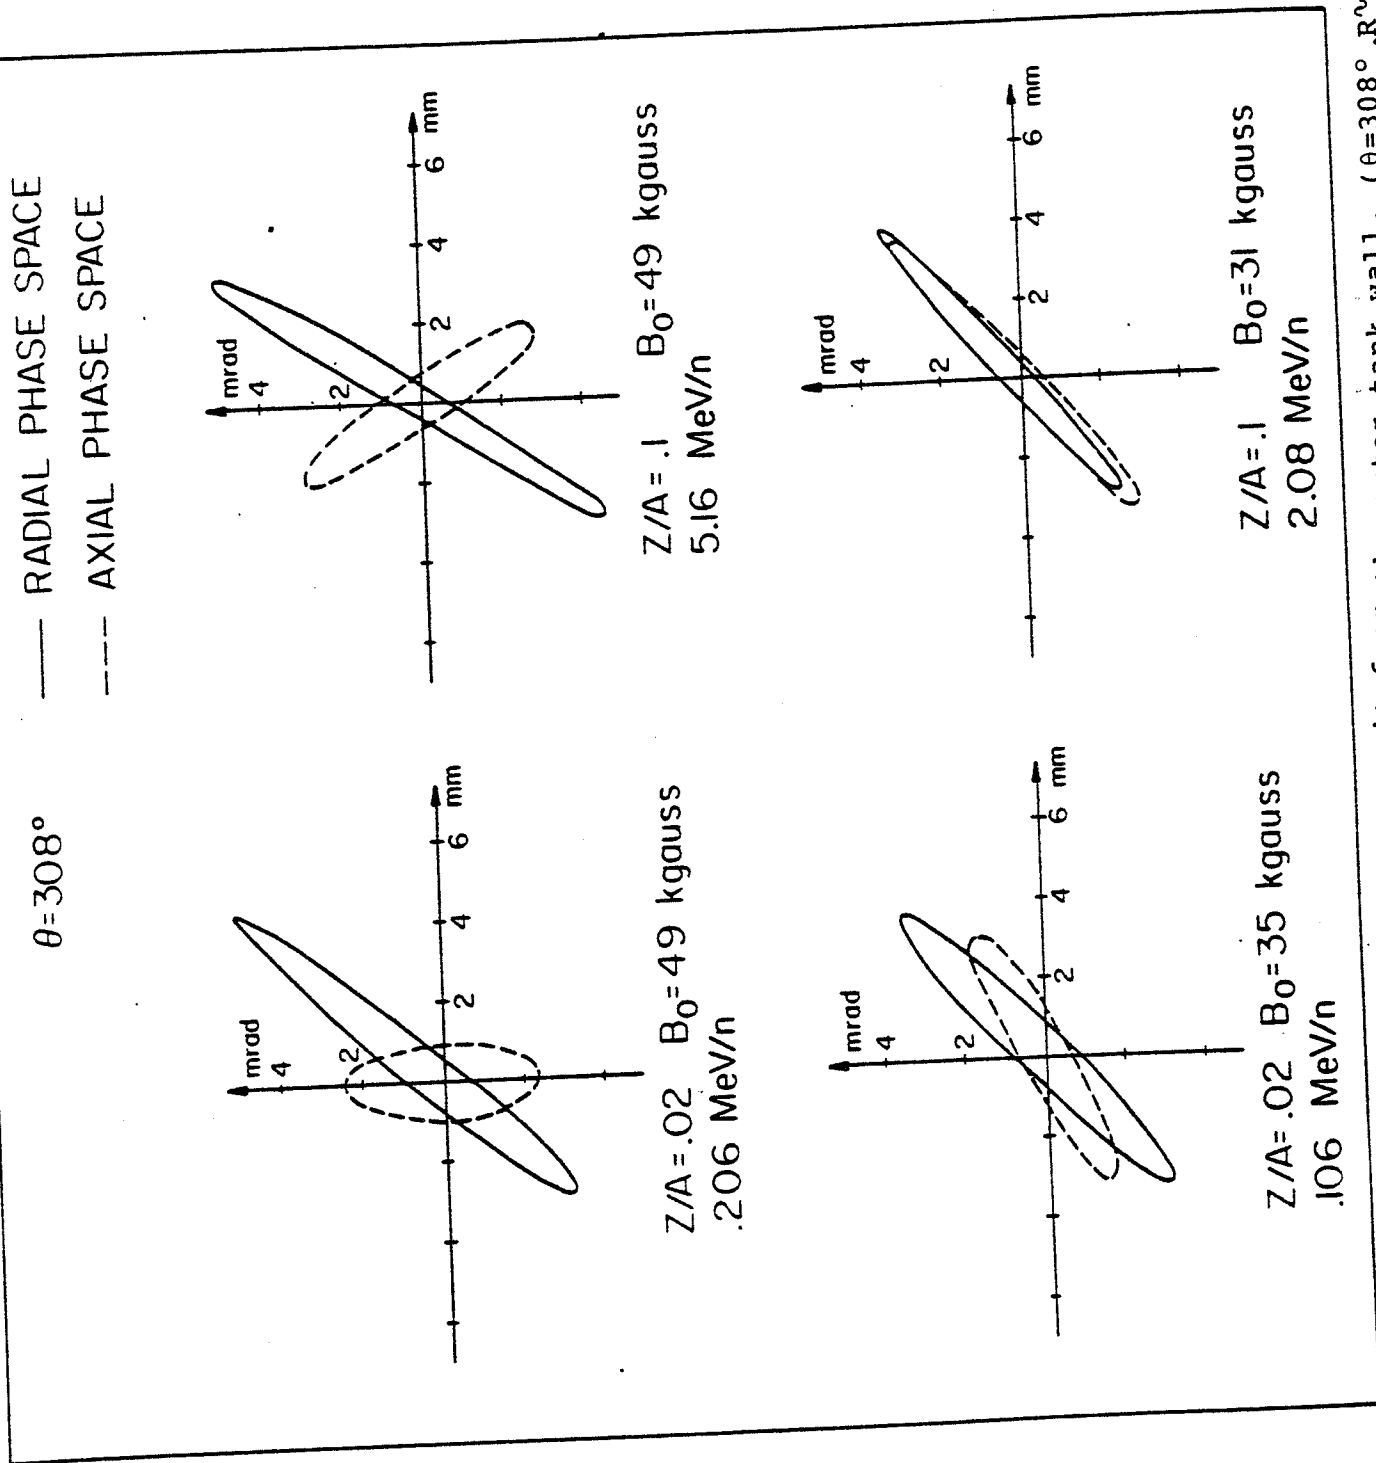 θ=308°
—— RADIAL PHASE SPACE
--- AXIAL PHASE SPACE
mrad
4
2
2 4 6 mm
Z/A=.02 B₀=49 kgauss
.206 MeV/n
mrad
4
2
2 4 6 mm
Z/A=.1 B₀=49 kgauss
5.16 MeV/n
mrad
4
2
2 4 6 mm
Z/A=.02 B₀=35 kgauss
.106 MeV/n
mrad
4
2
2 4 6 mm
Z/A=.1 B₀=31 kgauss
2.08 MeV/n
tank wall, (θ=308°